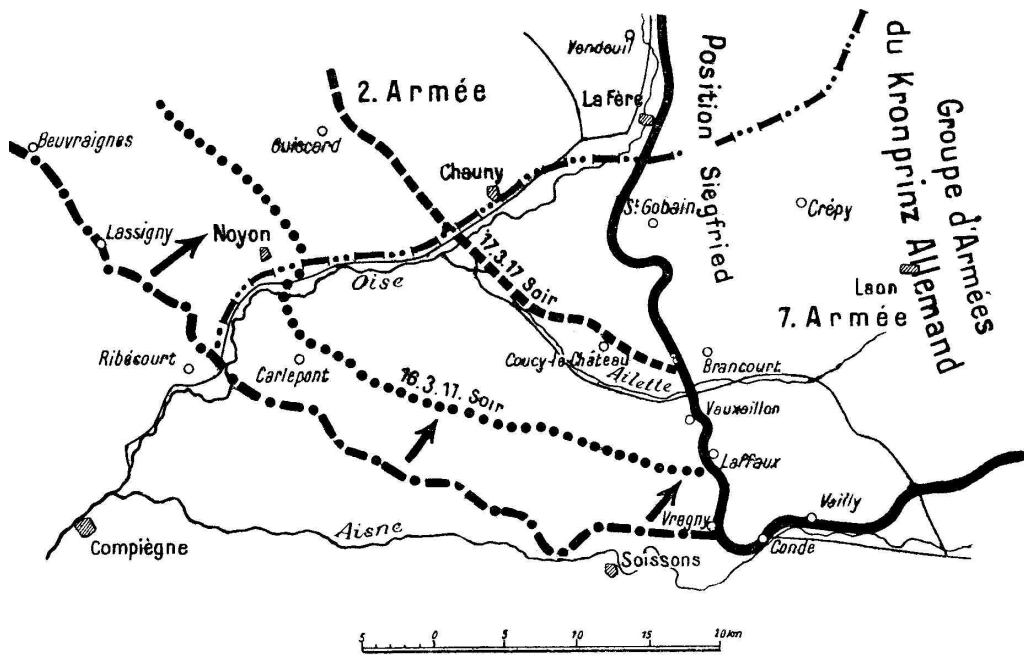 Vendeuil
2. Armée
La Fère
Position Siegfried
Groupe d'Armées
du Kronprinz Allemand
Beuvraignes
Guiscard
Chauny
St Gobain
Crépy
Lassigny
Noyon
Oise
17.3.17 Soir
Laon
7. Armée
Ribécourt
Carlepont
Coucy-le-Château
Ailette
Brancourt
16.3.17. Soir
Vauxaillon
Laffaux
Vregny
Vailly
Aisne
Compiègne
Soissons
Condé
5 0 5 10 15 20 km